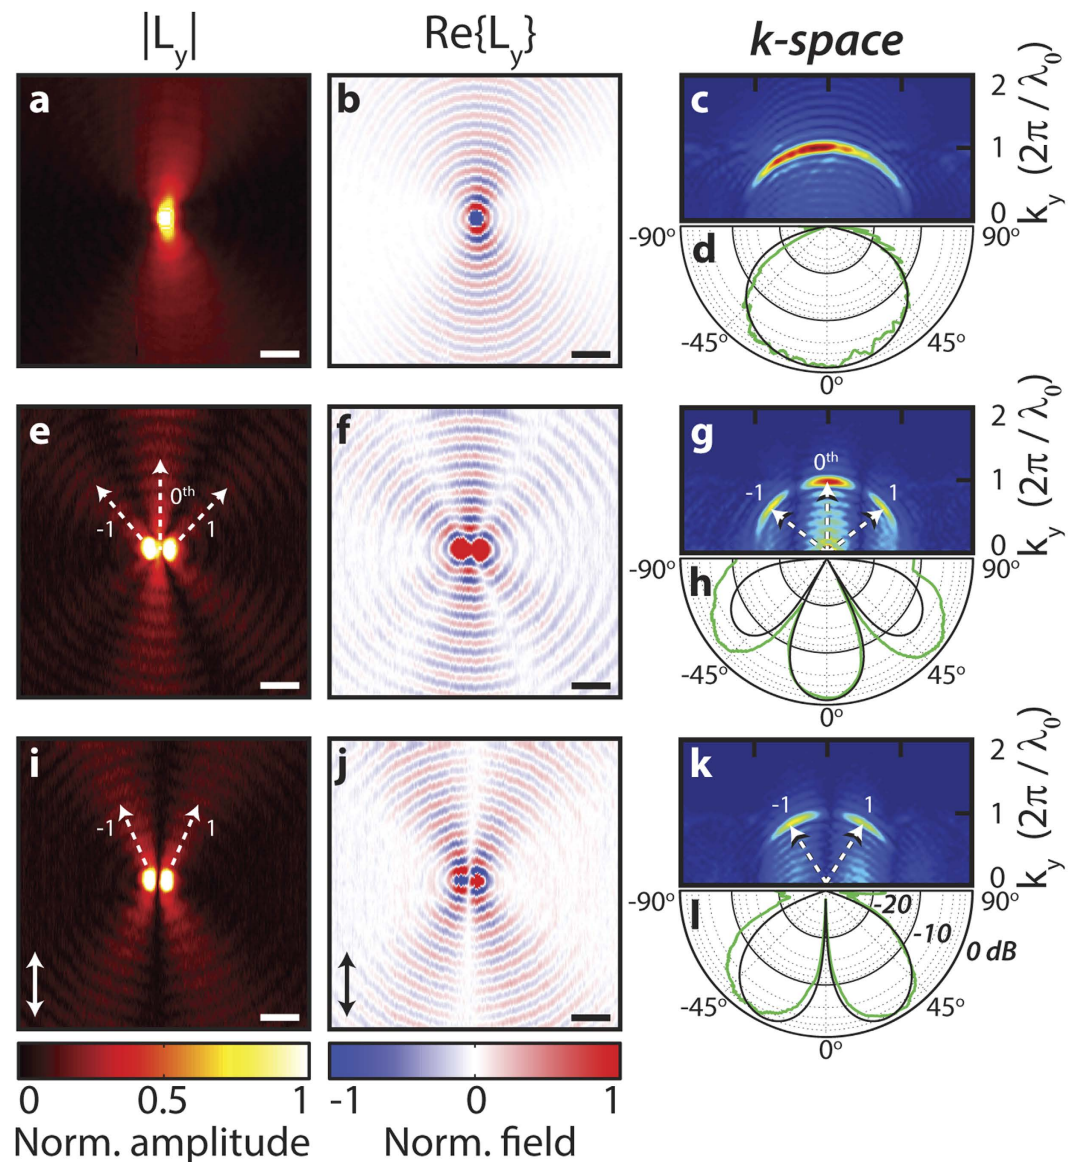 |L_y| Re{L_y} k-space
a b c
2
1
0
k_y (2π / λ_0)
-90° 90°
d
-45° 45°
0°
e f g
-1 0^th 1
-1 0^th 1
2
1
0
k_y (2π / λ_0)
-90° 90°
h
-45° 45°
0°
i j k
-1 1
-1 1
2
1
0
k_y (2π / λ_0)
-90° 90°
l
-20
-10
0 dB
-45° 45°
0°
0 0.5 1
-1 0 1
Norm. amplitude
Norm. field